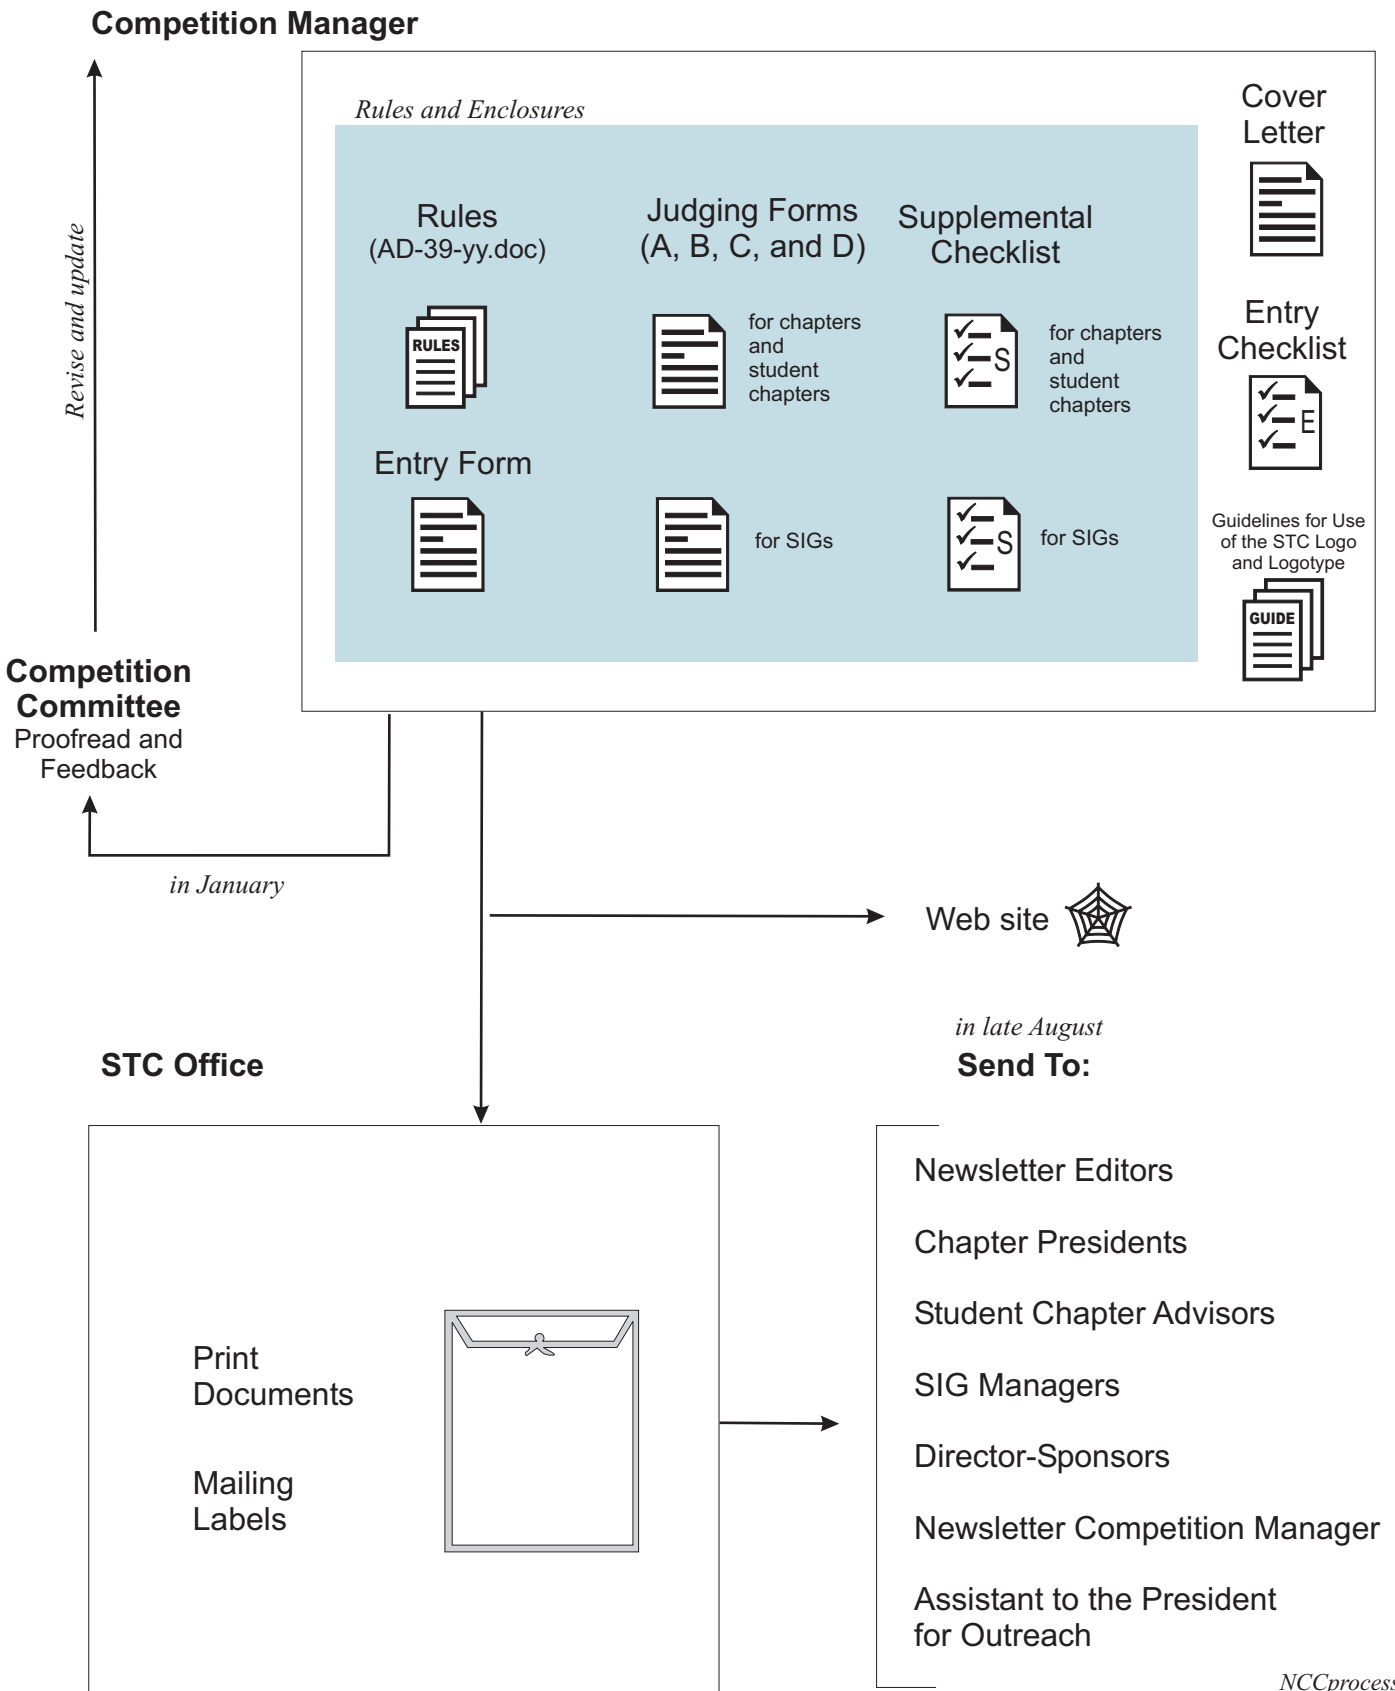 Competition Manager
Revise and update
Rules and Enclosures
Rules
(AD-39-yy.doc)
RULES
Judging Forms
(A, B, C, and D)
for chapters
and
student
chapters
Supplemental
Checklist
S
for chapters
and
student
chapters
Entry Form
for SIGs
S
for SIGs
Cover
Letter
Entry
Checklist
E
Guidelines for Use
of the STC Logo
and Logotype
GUIDE
Competition
Committee
Proofread and
Feedback
in January
Web site
in late August
STC Office
Send To:
Print
Documents
Mailing
Labels
Newsletter Editors
Chapter Presidents
Student Chapter Advisors
SIG Managers
Director-Sponsors
Newsletter Competition Manager
Assistant to the President
for Outreach
NCCprocess